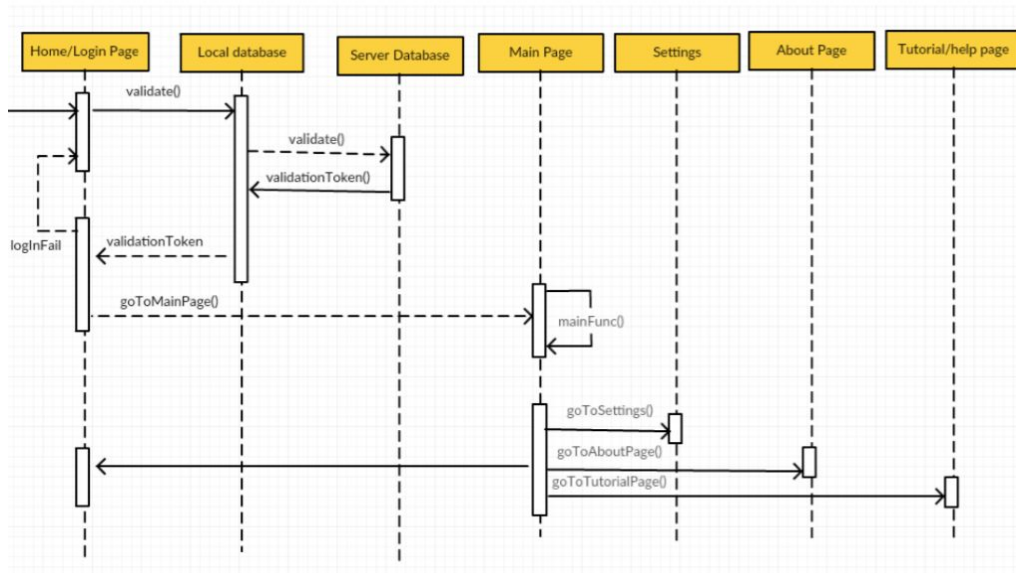 Home/Login Page
Local database
Server Database
Main Page
Settings
About Page
Tutorial/help page
validate()
validate()
validationToken()
logInFail
validationToken
goToMainPage()
mainFunc()
goToSettings()
goToAboutPage()
goToTutorialPage()